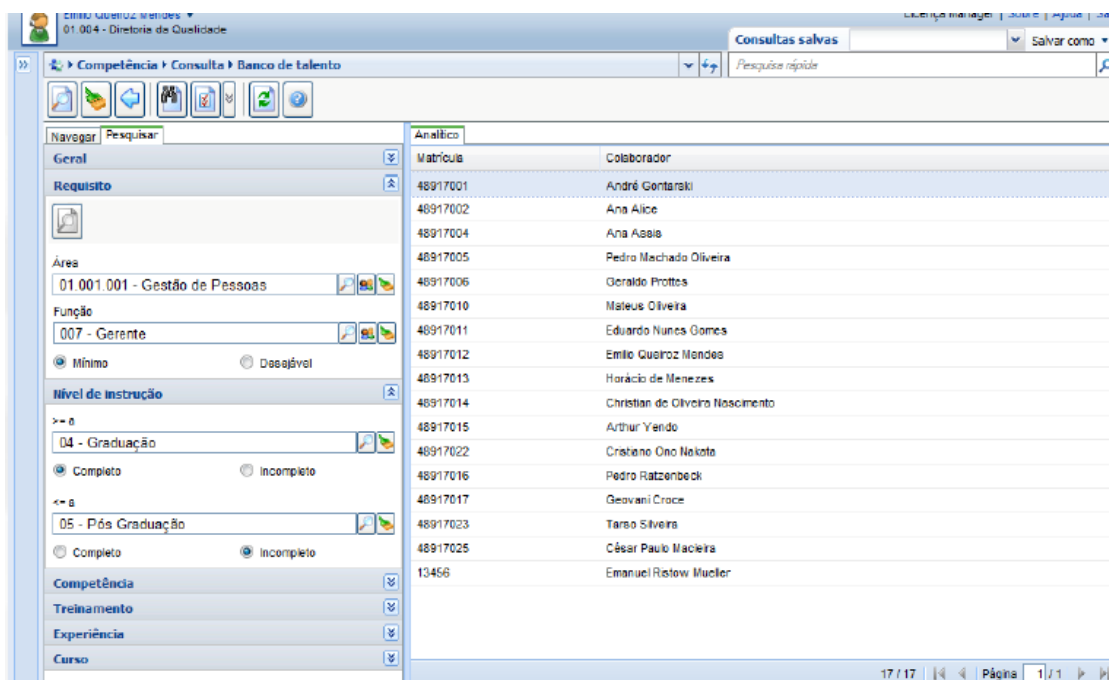 Emilio Queiroz Mendes
01.004 - Diretoria da Qualidade
Licença Manager | Sobre | Ajuda |
Consultas salvas
Salvar como
Competência Consulta Banco de talento
Pesquisa rápida
Navegar Pesquisar
Analítico
Geral
Matrícula Colaborador
Requisito
48917001 André Gontarski
48917002 Ana Alice
48917004 Ana Assis
Área
48917005 Pedro Machado Oliveira
01.001.001 - Gestão de Pessoas
48917006 Geraldo Prottes
Função
48917010 Mateus Oliveira
007 - Gerente
48917011 Eduardo Nunes Gomes
Mínimo Desejável
48917012 Emilio Queiroz Mendes
48917013 Horácio de Menezes
Nível de instrução
48917014 Christian de Oliveira Nascimento
>= a
48917015 Arthur Yendo
04 - Graduação
48917022 Cristiano Ono Nakata
Completo Incompleto
48917016 Pedro Ratzenbeck
<= a
48917017 Geovani Croce
05 - Pós Graduação
48917023 Tarso Silveira
Completo Incompleto
48917025 César Paulo Macieira
13456 Emanuel Ristow Mueller
Competência
Treinamento
Experiência
Curso
17 / 17 Página 1 / 1